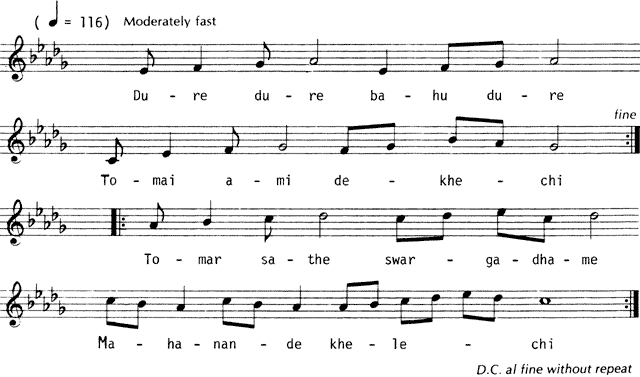 ( ♩ = 116) Moderately fast
Du - re du - re ba - hu du - re
fine
To - mai a - mi de - khe - chi
To - mar sa - the swar - ga - dha - me
Ma - ha - nan - de khe - le - chi
D.C. al fine without repeat